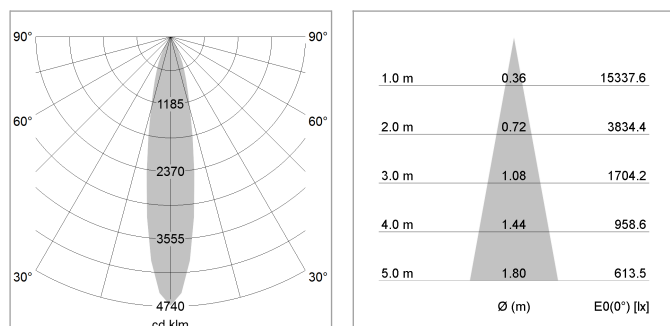 90° 90°
1185
60° 60°
2370
3555
30° 30°
4740
cd klm
1.0 m 0.36 15337.6
2.0 m 0.72 3834.4
3.0 m 1.08 1704.2
4.0 m 1.44 958.6
5.0 m 1.80 613.5
Ø (m) E0(0°) [lx]